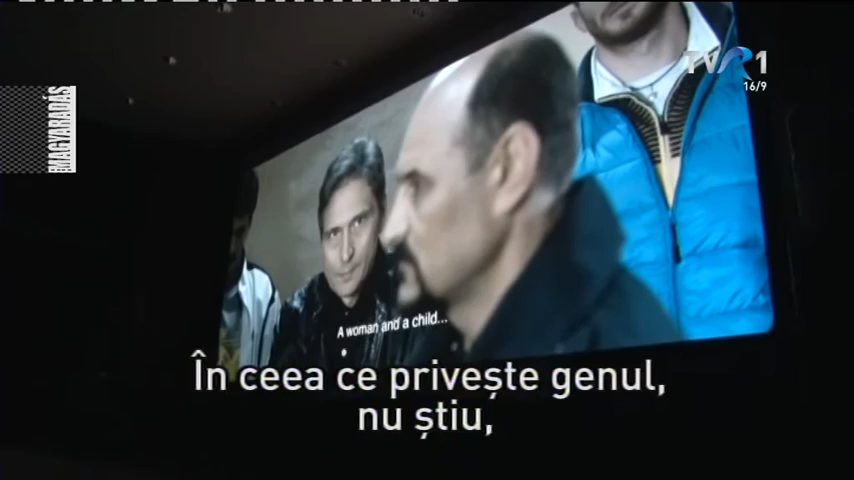 TVR1
16/9
MAGYARADÁS
A woman and a child...
În ceea ce privește genul,
nu știu,